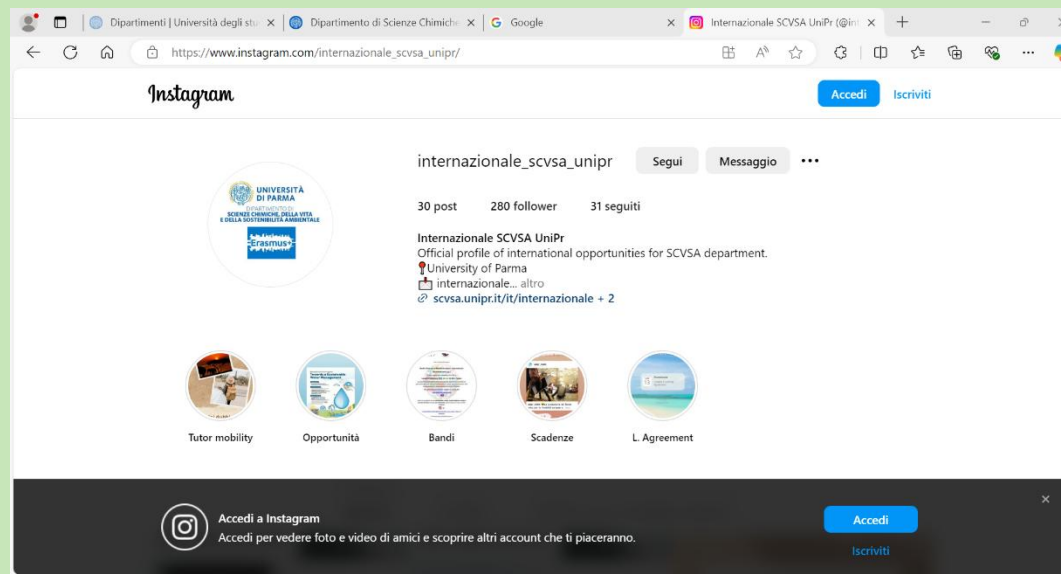 Dipartimenti | Università degli stu
Dipartimento di Scienze Chimiche
Google
Internazionale SCVSA UniPr (@int
https://www.instagram.com/internazionale_scvsa_unipr/
Instagram
Accedi
Iscriviti
internazionale_scvsa_unipr
Segui
Messaggio
UNIVERSITÀ
DI PARMA
DIPARTIMENTO DI
SCIENZE CHIMICHE, DELLA VITA
E DELLA SOSTENIBILITÀ AMBIENTALE
Erasmus+
30 post 280 follower 31 seguiti
Internazionale SCVSA UniPr
Official profile of international opportunities for SCVSA department.
📍University of Parma
📩 internazionale... altro
scvsa.unipr.it/it/internazionale + 2
Tutor mobility
Opportunità
Bandi
Scadenze
L. Agreement
Accedi a Instagram
Accedi per vedere foto e video di amici e scoprire altri account che ti piaceranno.
Accedi
Iscriviti